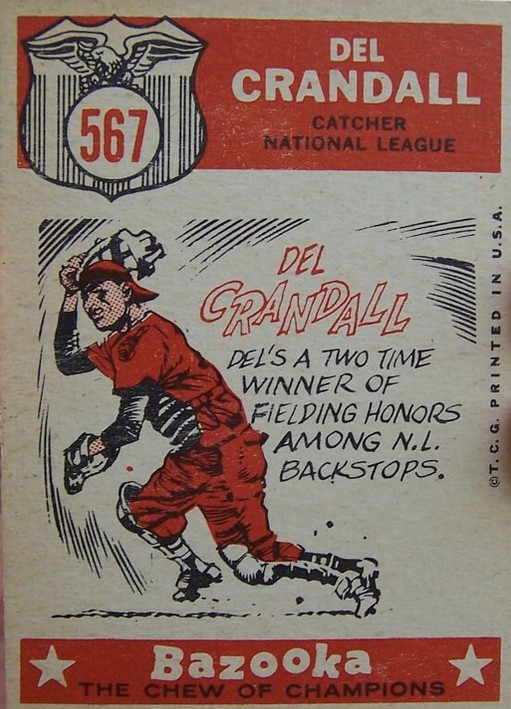 567
DEL
CRANDALL
CATCHER
NATIONAL LEAGUE
DEL
CRANDALL
DEL'S A TWO TIME
WINNER OF
FIELDING HONORS
AMONG N.L.
BACKSTOPS.
©T.C.G. PRINTED IN U.S.A.
Bazooka
THE CHEW OF CHAMPIONS